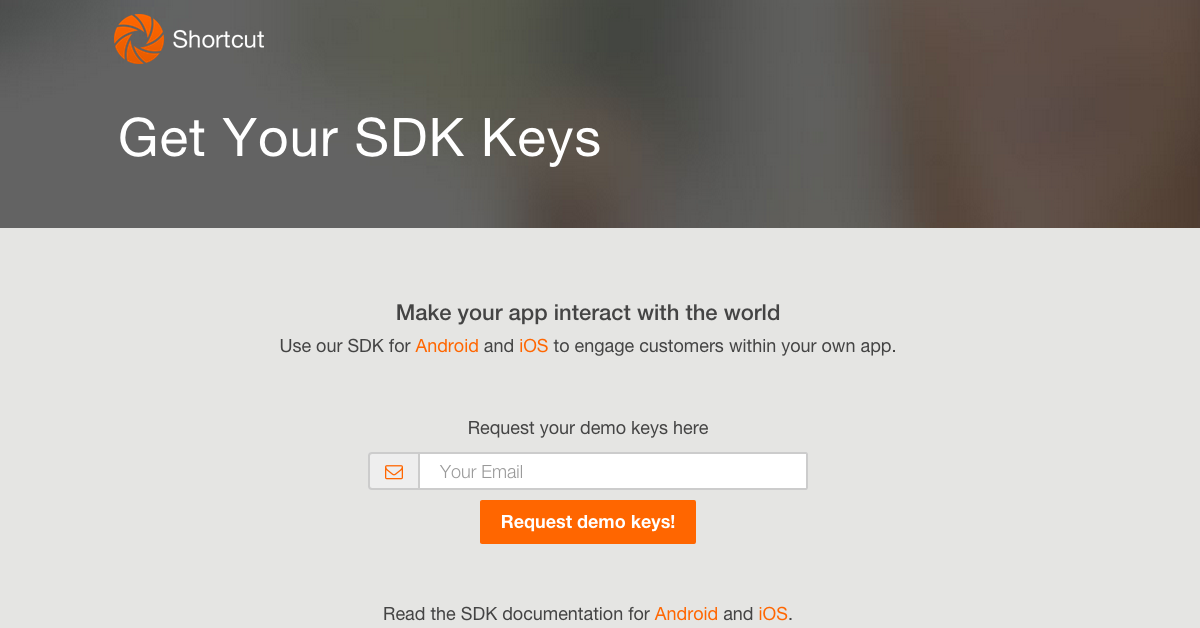 Shortcut
Get Your SDK Keys
Make your app interact with the world
Use our SDK for Android and iOS to engage customers within your own app.
Request your demo keys here
Your Email
Request demo keys!
Read the SDK documentation for Android and iOS.